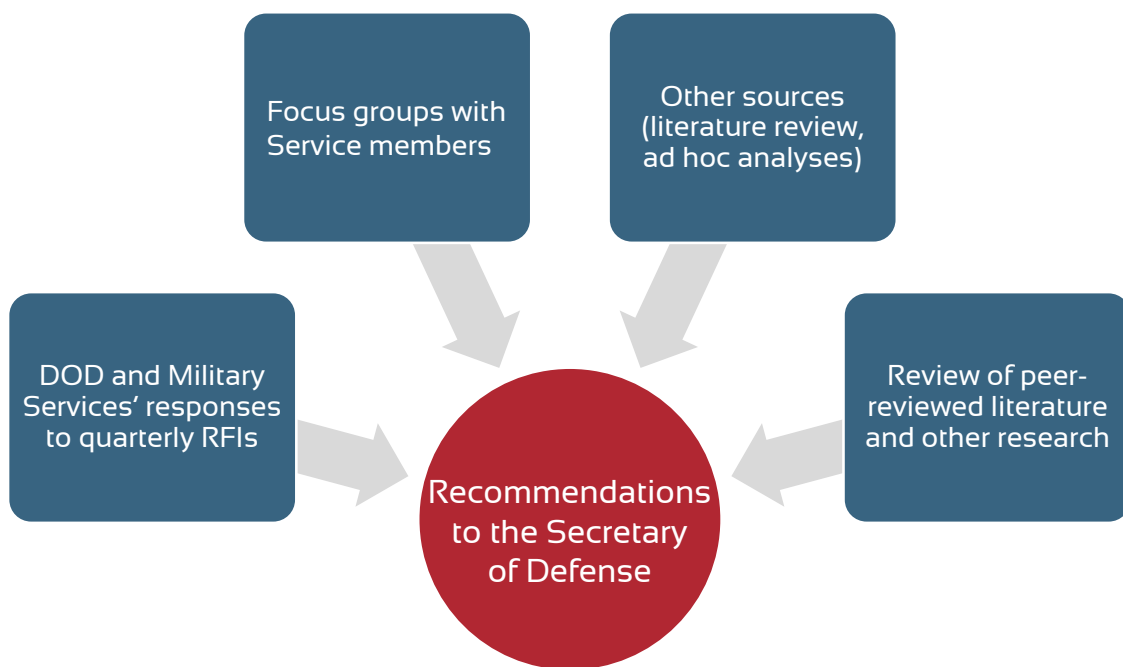 Focus groups with
Service members
Other sources
(literature review,
ad hoc analyses)
DOD and Military
Services’ responses
to quarterly RFIs
Review of peer-
reviewed literature
and other research
Recommendations
to the Secretary
of Defense